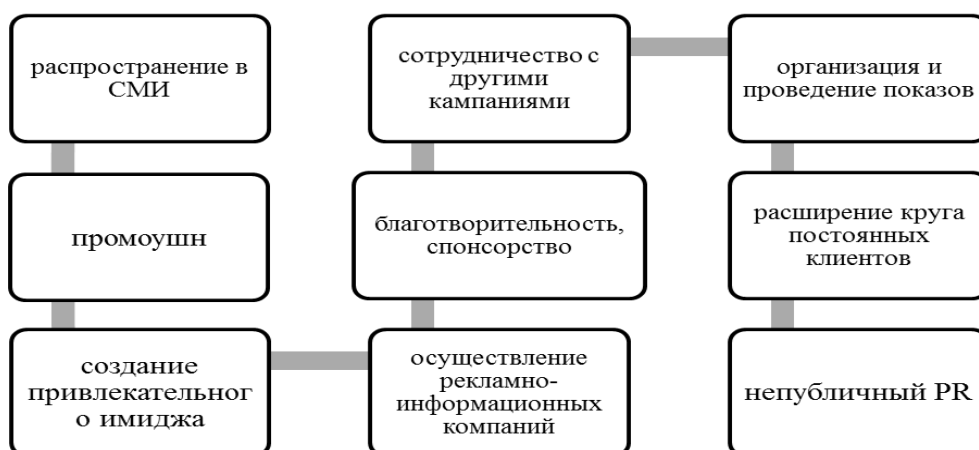 распространение в
СМИ
промоушн
создание
привлекательног
о имиджа
осуществление
рекламно-
информационных
компаний
благотворительность,
спонсорство
сотрудничество с
другими
кампаниями
организация и
проведение показов
расширение круга
постоянных
клиентов
непубличный PR